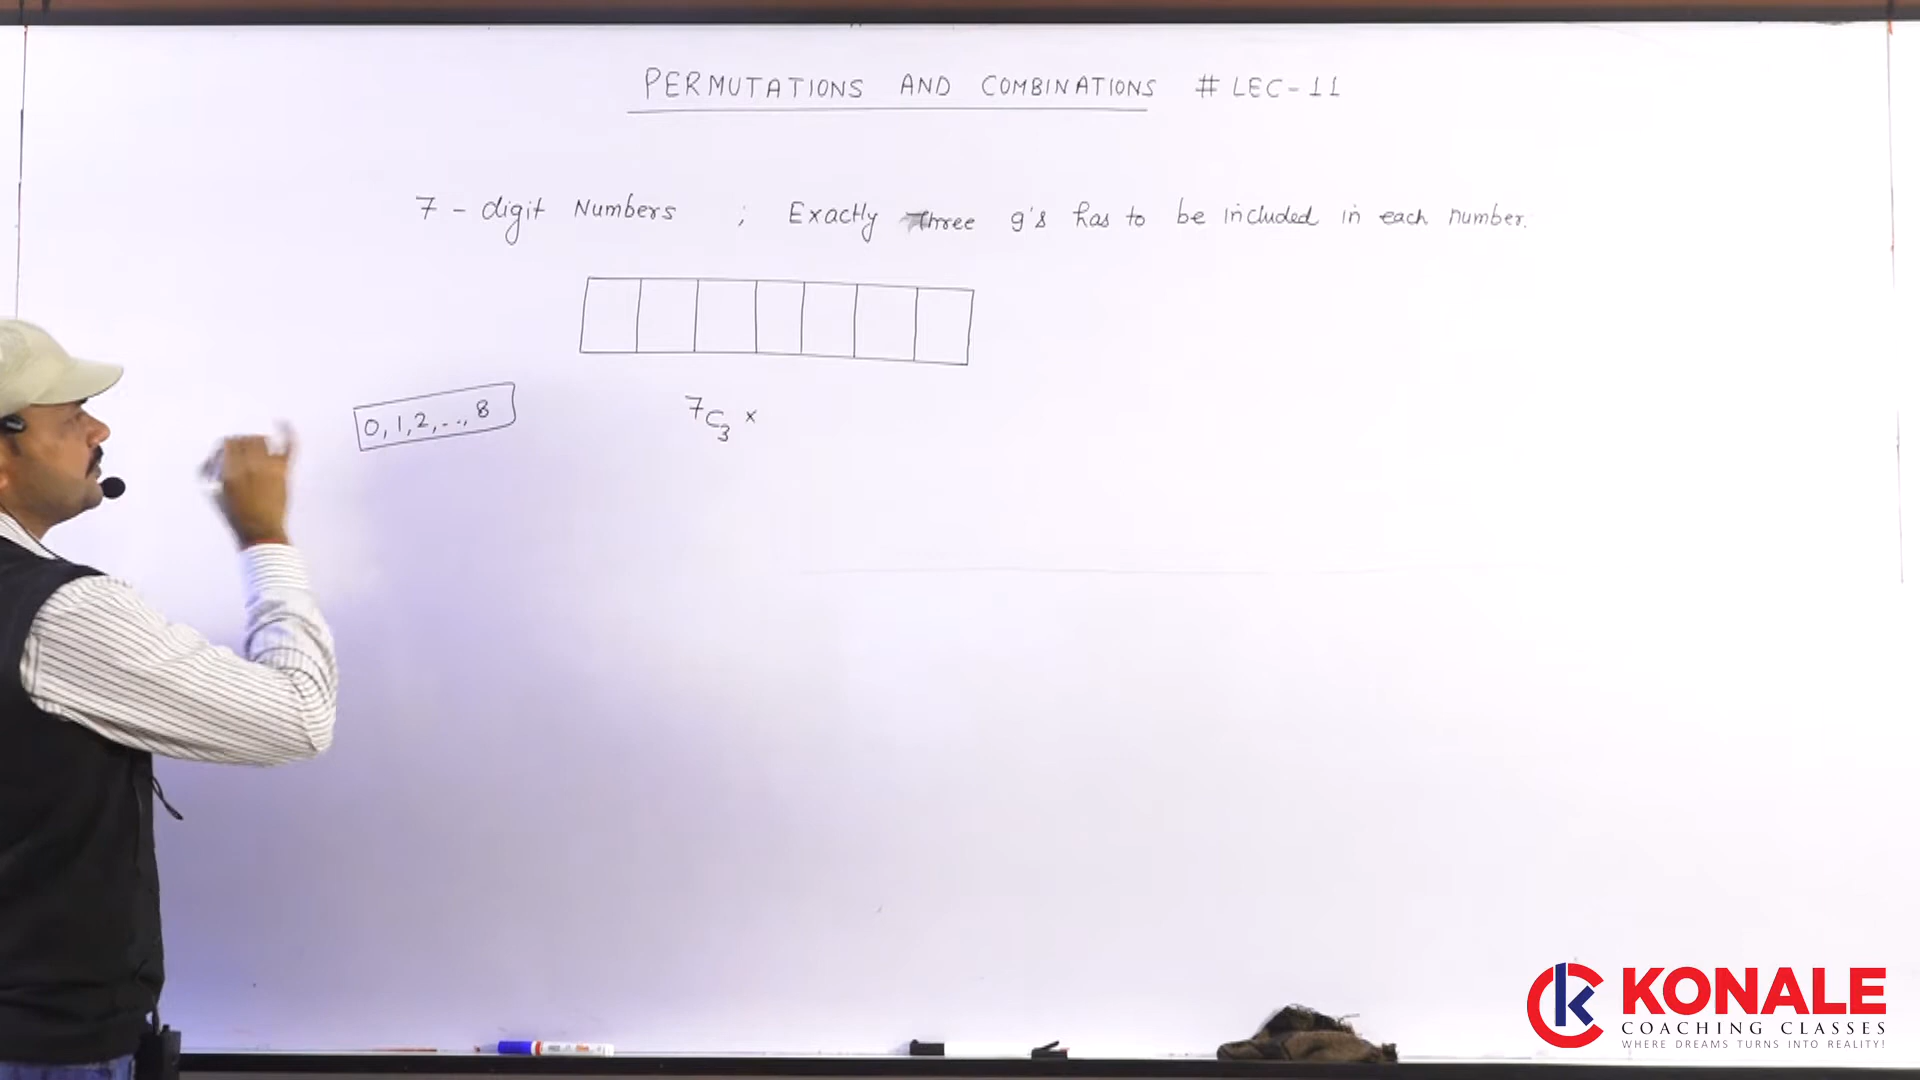 PERMUTATIONS AND COMBINATIONS # LEC-11
7 - digit Numbers ; Exactly Three 9's has to be included in each number.
0, 1, 2, - .., 8
⁷C₃ ×
KONALE
COACHING CLASSES
WHERE DREAMS TURNS INTO REALITY!